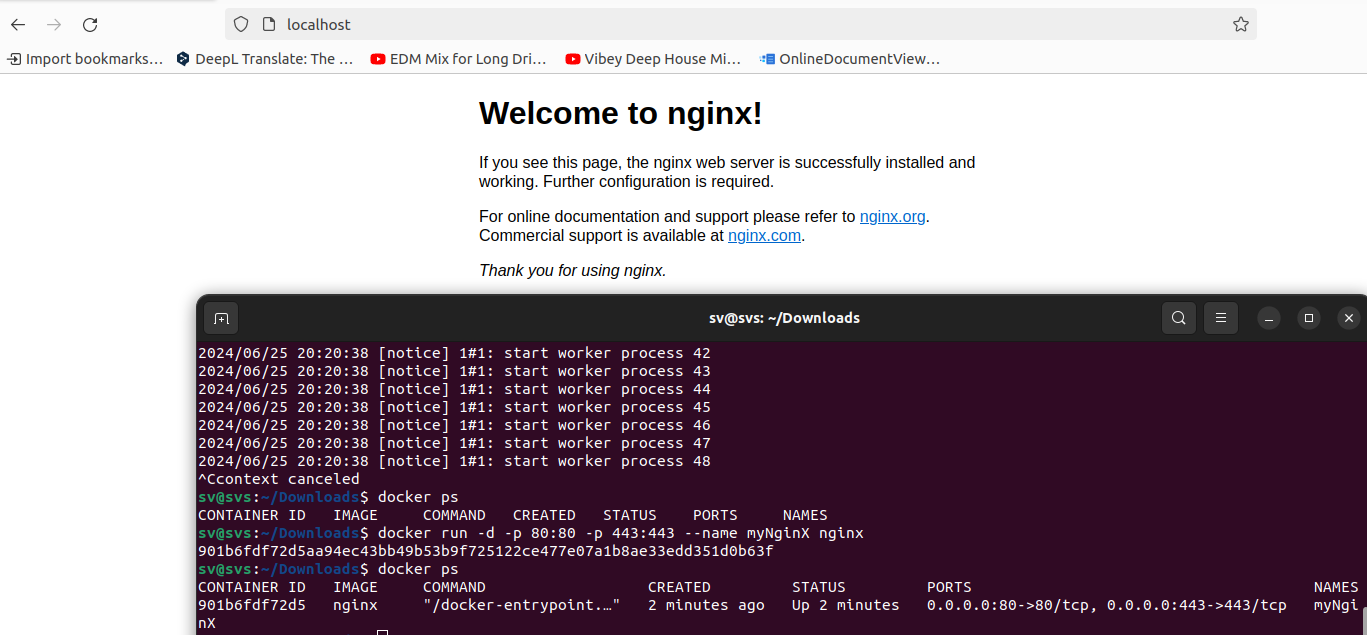 localhost
Import bookmarks… DeepL Translate: The … EDM Mix for Long Dri… Vibey Deep House Mi… OnlineDocumentView…
Welcome to nginx!
If you see this page, the nginx web server is successfully installed and
working. Further configuration is required.
For online documentation and support please refer to nginx.org.
Commercial support is available at nginx.com.
Thank you for using nginx.
sv@svs: ~/Downloads
2024/06/25 20:20:38 [notice] 1#1: start worker process 42
2024/06/25 20:20:38 [notice] 1#1: start worker process 43
2024/06/25 20:20:38 [notice] 1#1: start worker process 44
2024/06/25 20:20:38 [notice] 1#1: start worker process 45
2024/06/25 20:20:38 [notice] 1#1: start worker process 46
2024/06/25 20:20:38 [notice] 1#1: start worker process 47
2024/06/25 20:20:38 [notice] 1#1: start worker process 48
^Ccontext canceled
sv@svs:~/Downloads$ docker ps
CONTAINER ID   IMAGE     COMMAND   CREATED   STATUS    PORTS     NAMES
sv@svs:~/Downloads$ docker run -d -p 80:80 -p 443:443 --name myNginX nginx
901b6fdf72d5aa94ec43bb49b53b9f725122ce477e07a1b8ae33edd351d0b63f
sv@svs:~/Downloads$ docker ps
CONTAINER ID   IMAGE     COMMAND                  CREATED         STATUS         PORTS                                      NAMES
901b6fdf72d5   nginx     "/docker-entrypoint.…"   2 minutes ago   Up 2 minutes   0.0.0.0:80->80/tcp, 0.0.0.0:443->443/tcp   myNgi
nX